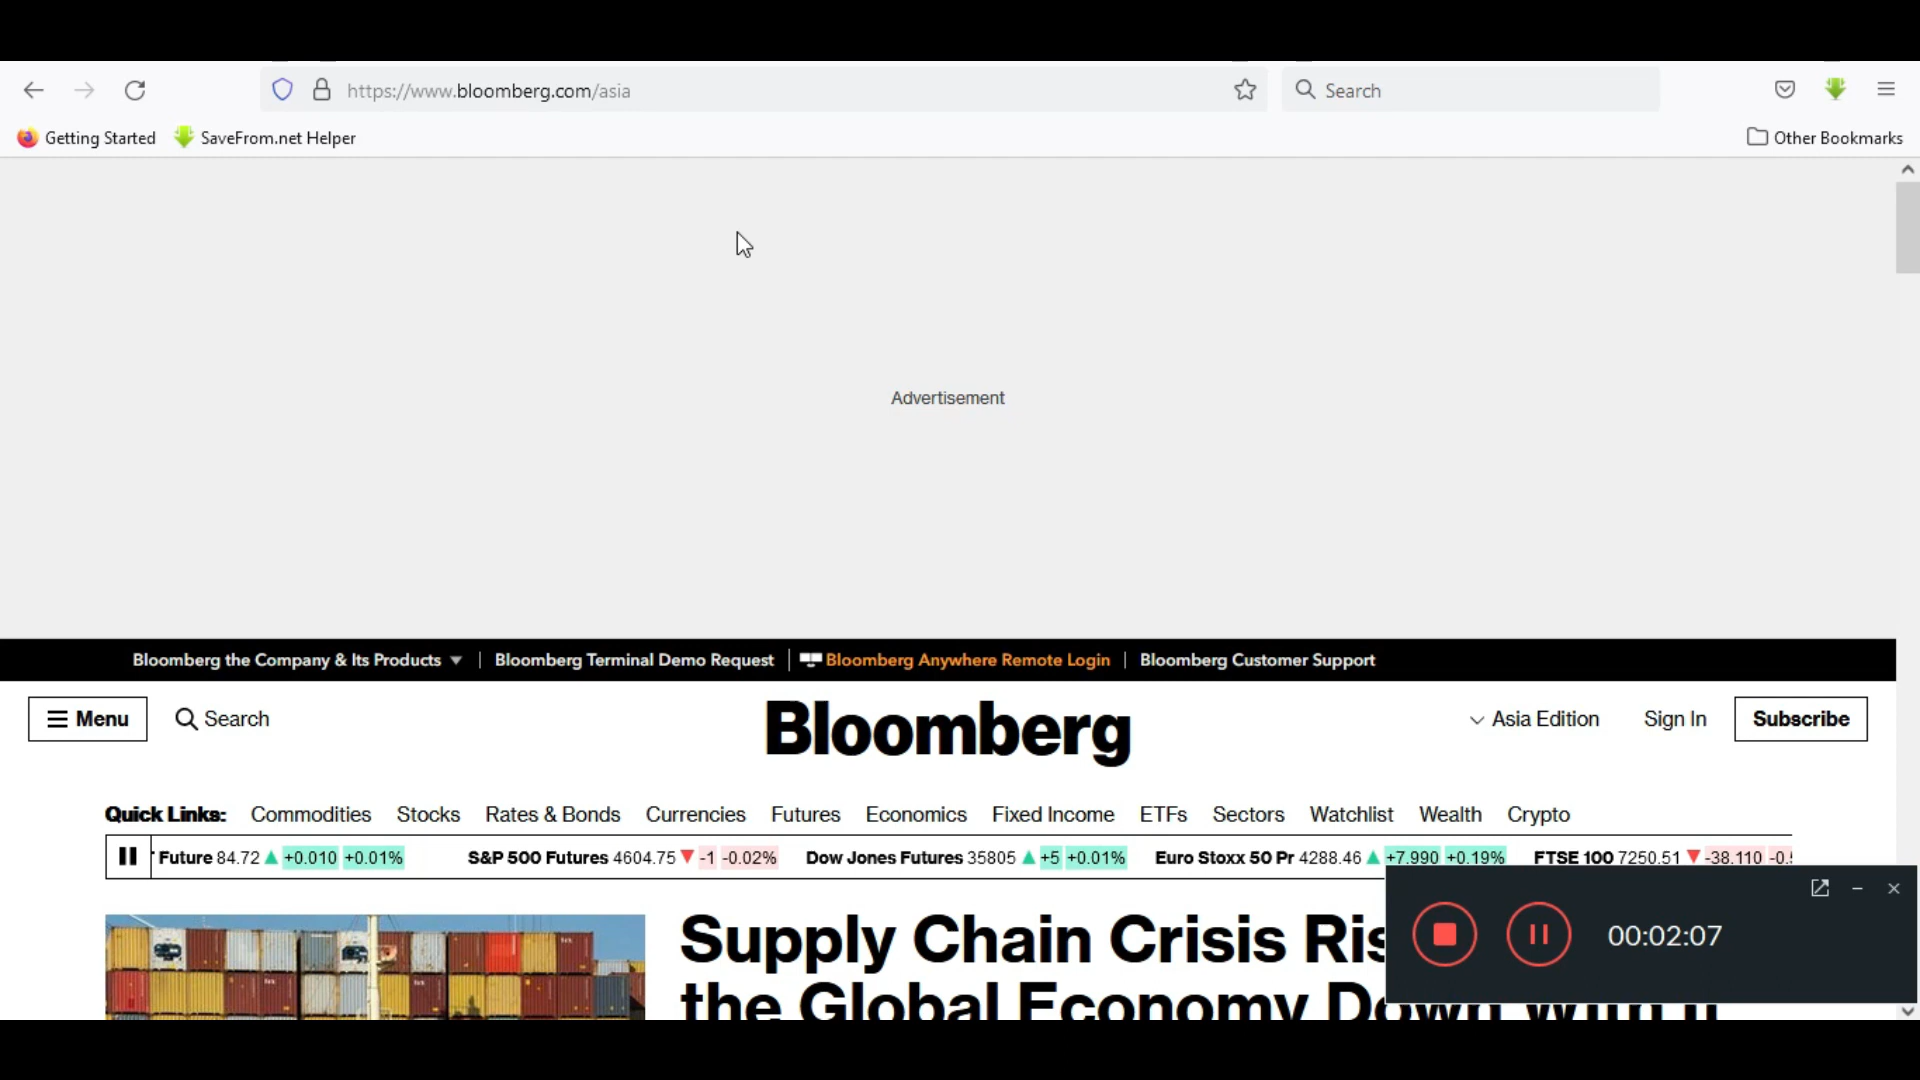 https://www.bloomberg.com/asia
Search
Getting Started
SaveFrom.net Helper
Other Bookmarks
Advertisement
Bloomberg the Company & Its Products
Bloomberg Terminal Demo Request
Bloomberg Anywhere Remote Login
Bloomberg Customer Support
Menu
Search
Bloomberg
Asia Edition
Sign In
Subscribe
Quick Links: Commodities Stocks Rates & Bonds Currencies Futures Economics Fixed Income ETFs Sectors Watchlist Wealth Crypto
Future 84.72 +0.010 +0.01% S&P 500 Futures 4604.75 -1 -0.02% Dow Jones Futures 35805 +5 +0.01% Euro Stoxx 50 Pr 4288.46 +7.990 +0.19% FTSE 100 7250.51 -38.110
Supply Chain Crisis
the Global Economy Down With It
00:02:07